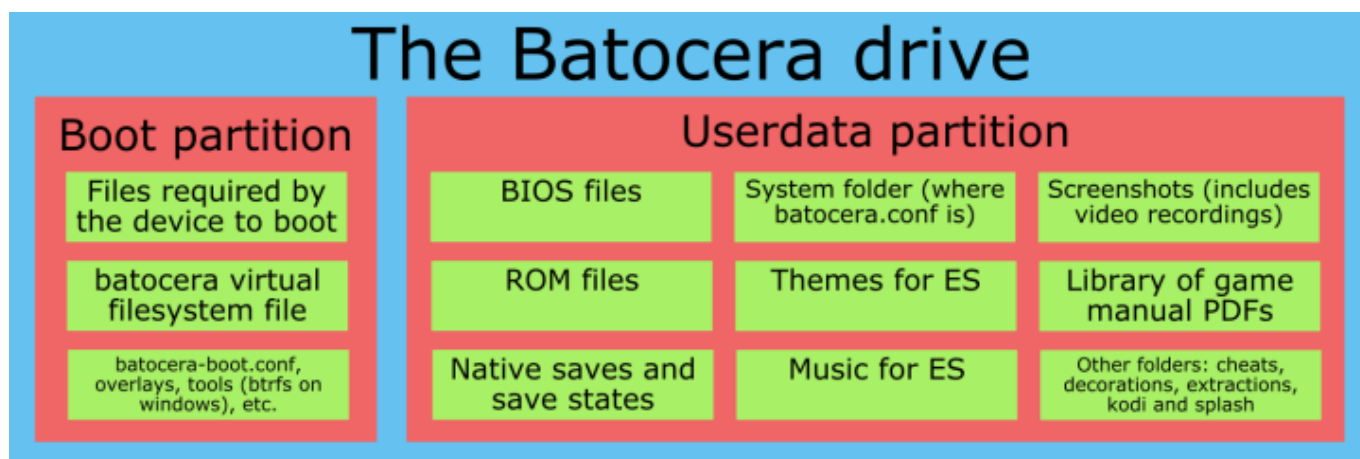 The Batocera drive
Boot partition
Files required by
the device to boot
batocera virtual
filesystem file
batocera-boot.conf,
overlays, tools (btrfs on
windows), etc.
Userdata partition
BIOS files
System folder (where
batocera.conf is)
Screenshots (includes
video recordings)
ROM files
Themes for ES
Library of game
manual PDFs
Native saves and
save states
Music for ES
Other folders: cheats,
decorations, extractions,
kodi and splash